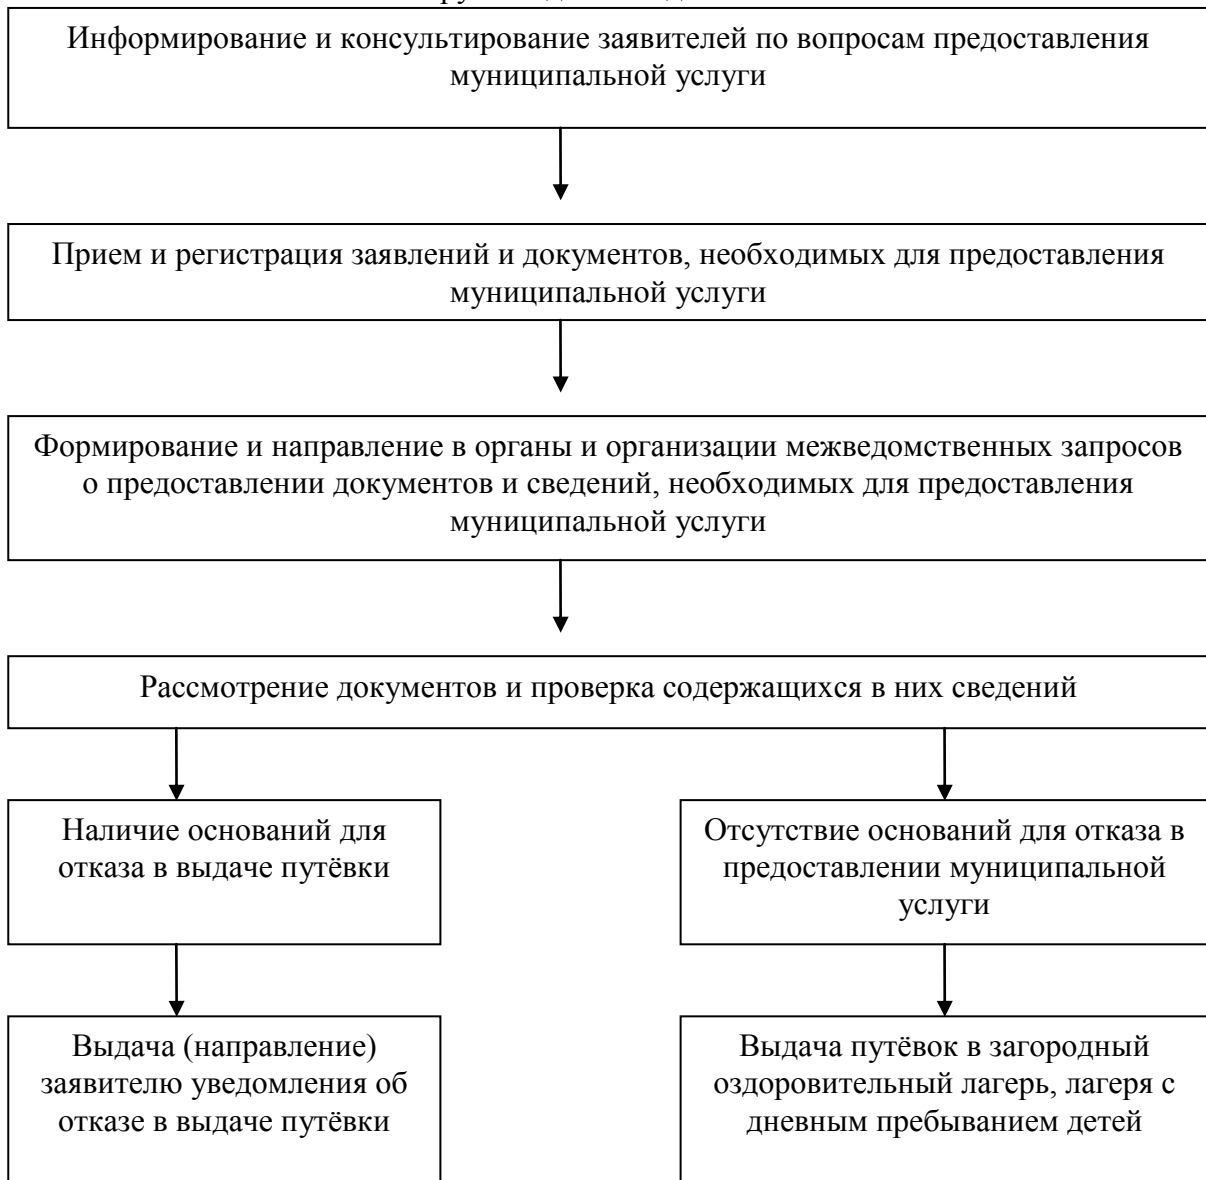 Информирование и консультирование заявителей по вопросам предоставления
муниципальной услуги
Прием и регистрация заявлений и документов, необходимых для предоставления
муниципальной услуги
Формирование и направление в органы и организации межведомственных запросов
о предоставлении документов и сведений, необходимых для предоставления
муниципальной услуги
Рассмотрение документов и проверка содержащихся в них сведений
Наличие оснований для
отказа в выдаче путёвки
Отсутствие оснований для отказа в
предоставлении муниципальной
услуги
Выдача (направление)
заявителю уведомления об
отказе в выдаче путёвки
Выдача путёвок в загородный
оздоровительный лагерь, лагеря с
дневным пребыванием детей